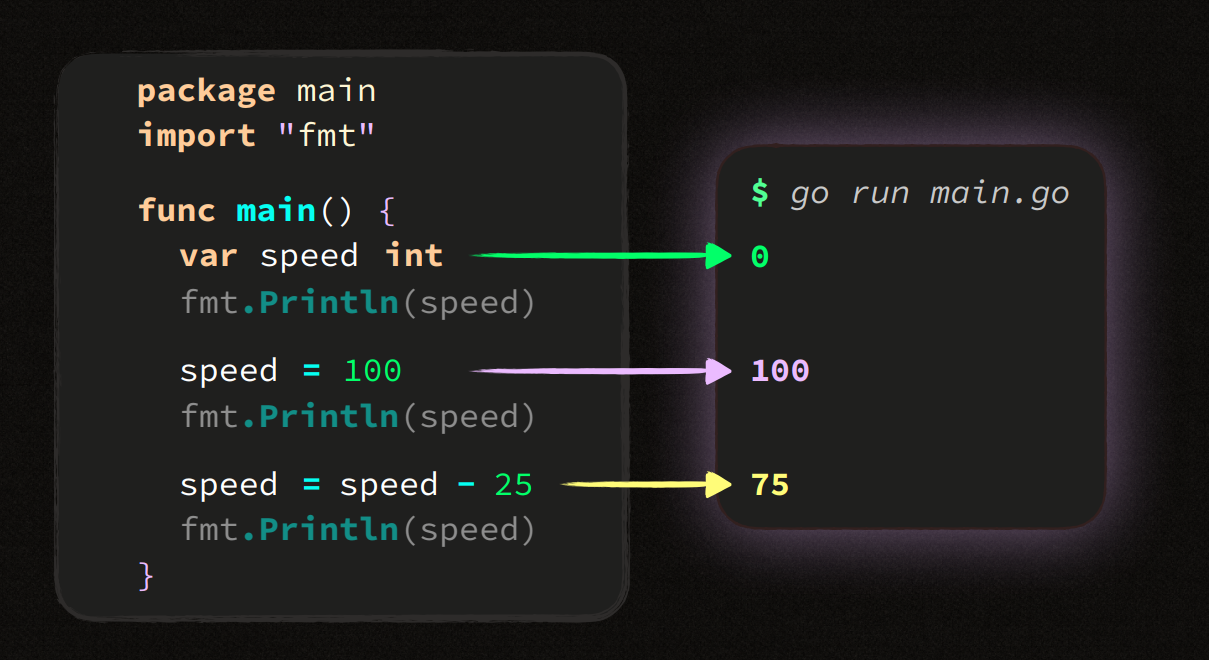 package main
import "fmt"
func main() {
var speed int
fmt.Println(speed)
speed = 100
fmt.Println(speed)
speed = speed - 25
fmt.Println(speed)
}
$ go run main.go
0
100
75